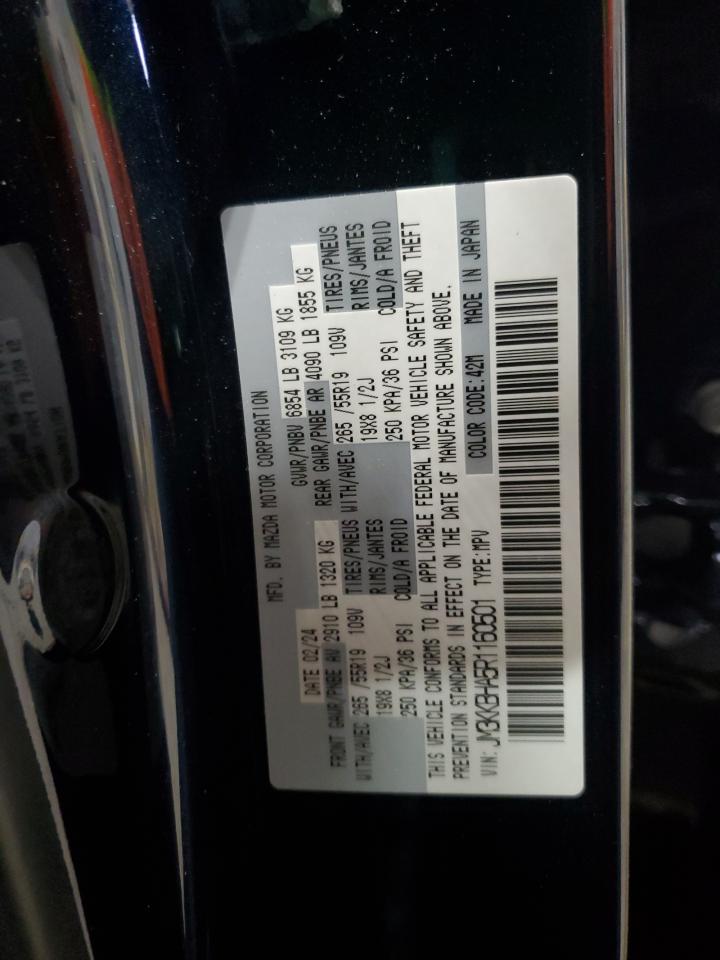 MFD. BY MAZDA MOTOR CORPORATION
DATE 02/24 GVWR/PNBV 6854 LB 3109 KG
FRONT GAWR/PNBE AV 2910 LB 1320 KG REAR GAWR/PNBE AR 4090 LB 1855 KG
WITH/AVEC 265 /55R19 109V TIRES/PNEUS WITH/AVEC 265 /55R19 109V TIRES/PNEUS
19X8 1/2J RIMS/JANTES 19X8 1/2J RIMS/JANTES
250 KPA/36 PSI COLD/A FROID 250 KPA/36 PSI COLD/A FROID
THIS VEHICLE CONFORMS TO ALL APPLICABLE FEDERAL MOTOR VEHICLE SAFETY AND THEFT
PREVENTION STANDARDS IN EFFECT ON THE DATE OF MANUFACTURE SHOWN ABOVE.
VIN: JM3KKBHA5R1160501 TYPE:MPV COLOR CODE:42M MADE IN JAPAN